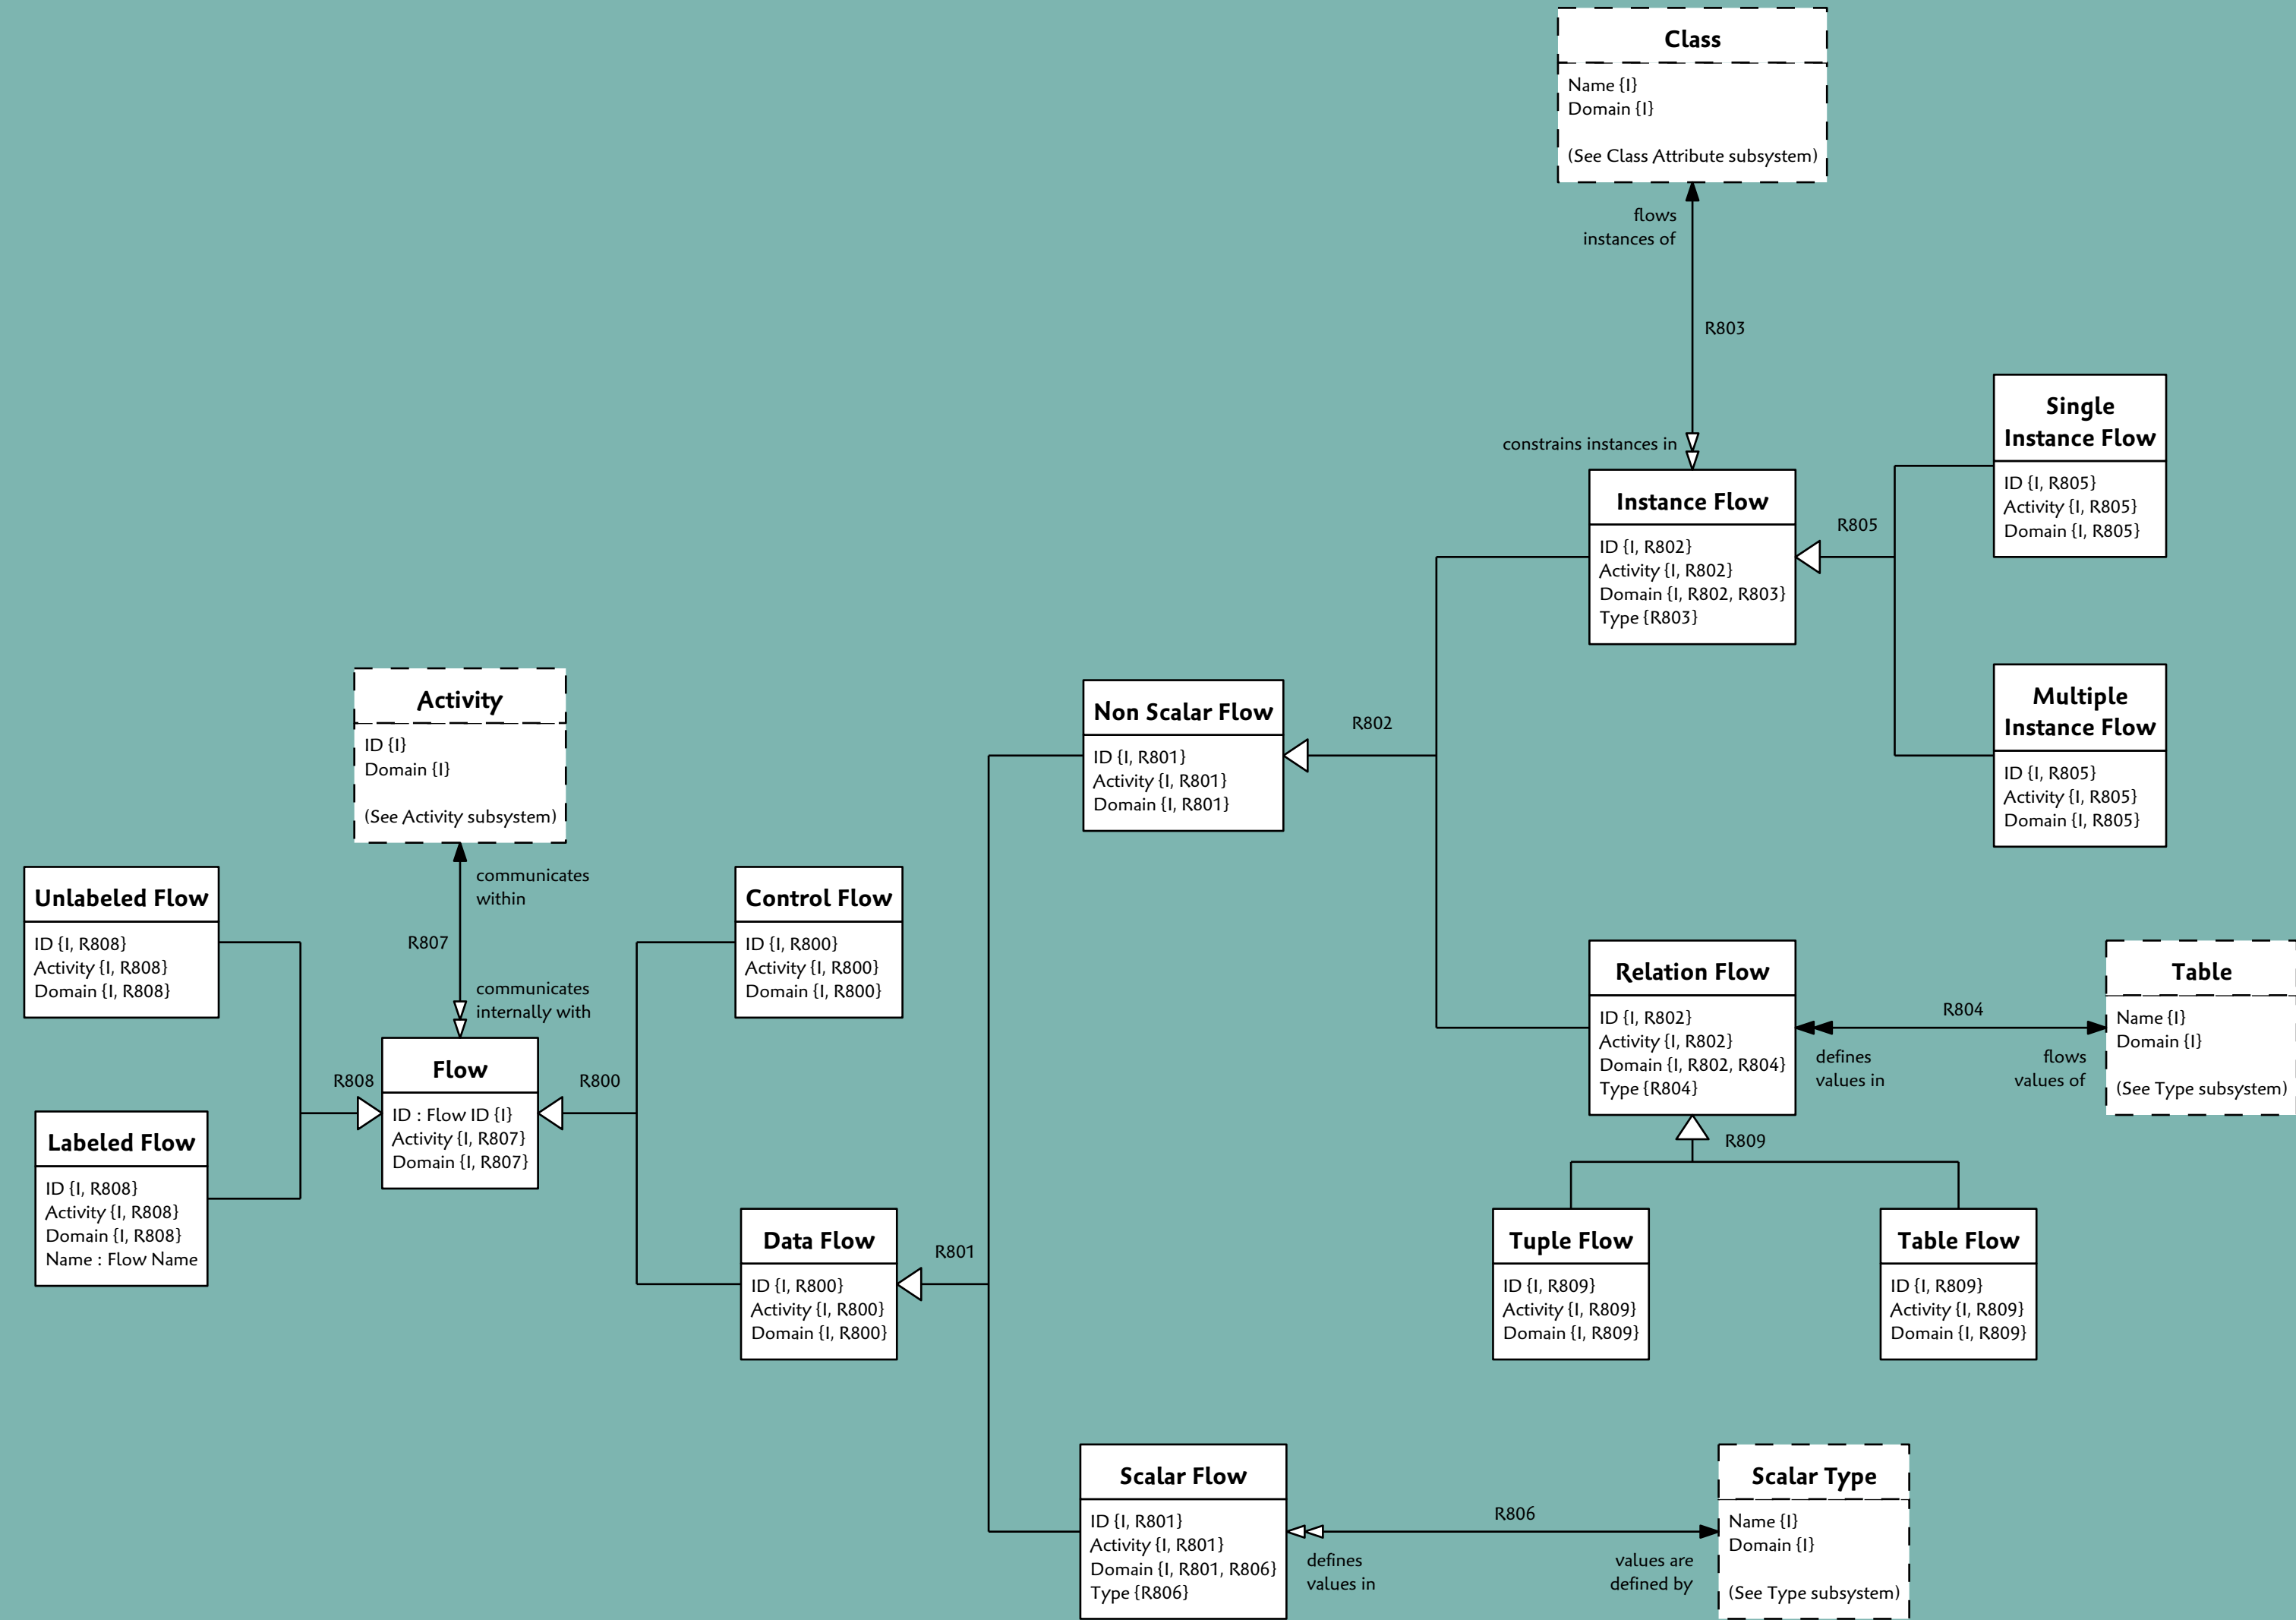 Class
Name {I}
Domain {I}
(See Class Attribute subsystem)
flows
instances of
R803
constrains instances in
Single
Instance Flow
ID {I, R805}
Activity {I, R805}
Domain {I, R805}
Instance Flow
ID {I, R802}
Activity {I, R802}
Domain {I, R802, R803}
Type {R803}
R805
Multiple
Instance Flow
ID {I, R805}
Activity {I, R805}
Domain {I, R805}
Activity
ID {I}
Domain {I}
(See Activity subsystem)
Non Scalar Flow
ID {I, R801}
Activity {I, R801}
Domain {I, R801}
R802
communicates
within
R807
communicates
internally with
Unlabeled Flow
ID {I, R808}
Activity {I, R808}
Domain {I, R808}
Control Flow
ID {I, R800}
Activity {I, R800}
Domain {I, R800}
Relation Flow
ID {I, R802}
Activity {I, R802}
Domain {I, R802, R804}
Type {R804}
R804
defines
values in
flows
values of
Table
Name {I}
Domain {I}
(See Type subsystem)
R808
Flow
ID : Flow ID {I}
Activity {I, R807}
Domain {I, R807}
R800
Labeled Flow
ID {I, R808}
Activity {I, R808}
Domain {I, R808}
Name : Flow Name
R809
Data Flow
ID {I, R800}
Activity {I, R800}
Domain {I, R800}
R801
Tuple Flow
ID {I, R809}
Activity {I, R809}
Domain {I, R809}
Table Flow
ID {I, R809}
Activity {I, R809}
Domain {I, R809}
Scalar Flow
ID {I, R801}
Activity {I, R801}
Domain {I, R801, R806}
Type {R806}
R806
defines
values in
values are
defined by
Scalar Type
Name {I}
Domain {I}
(See Type subsystem)